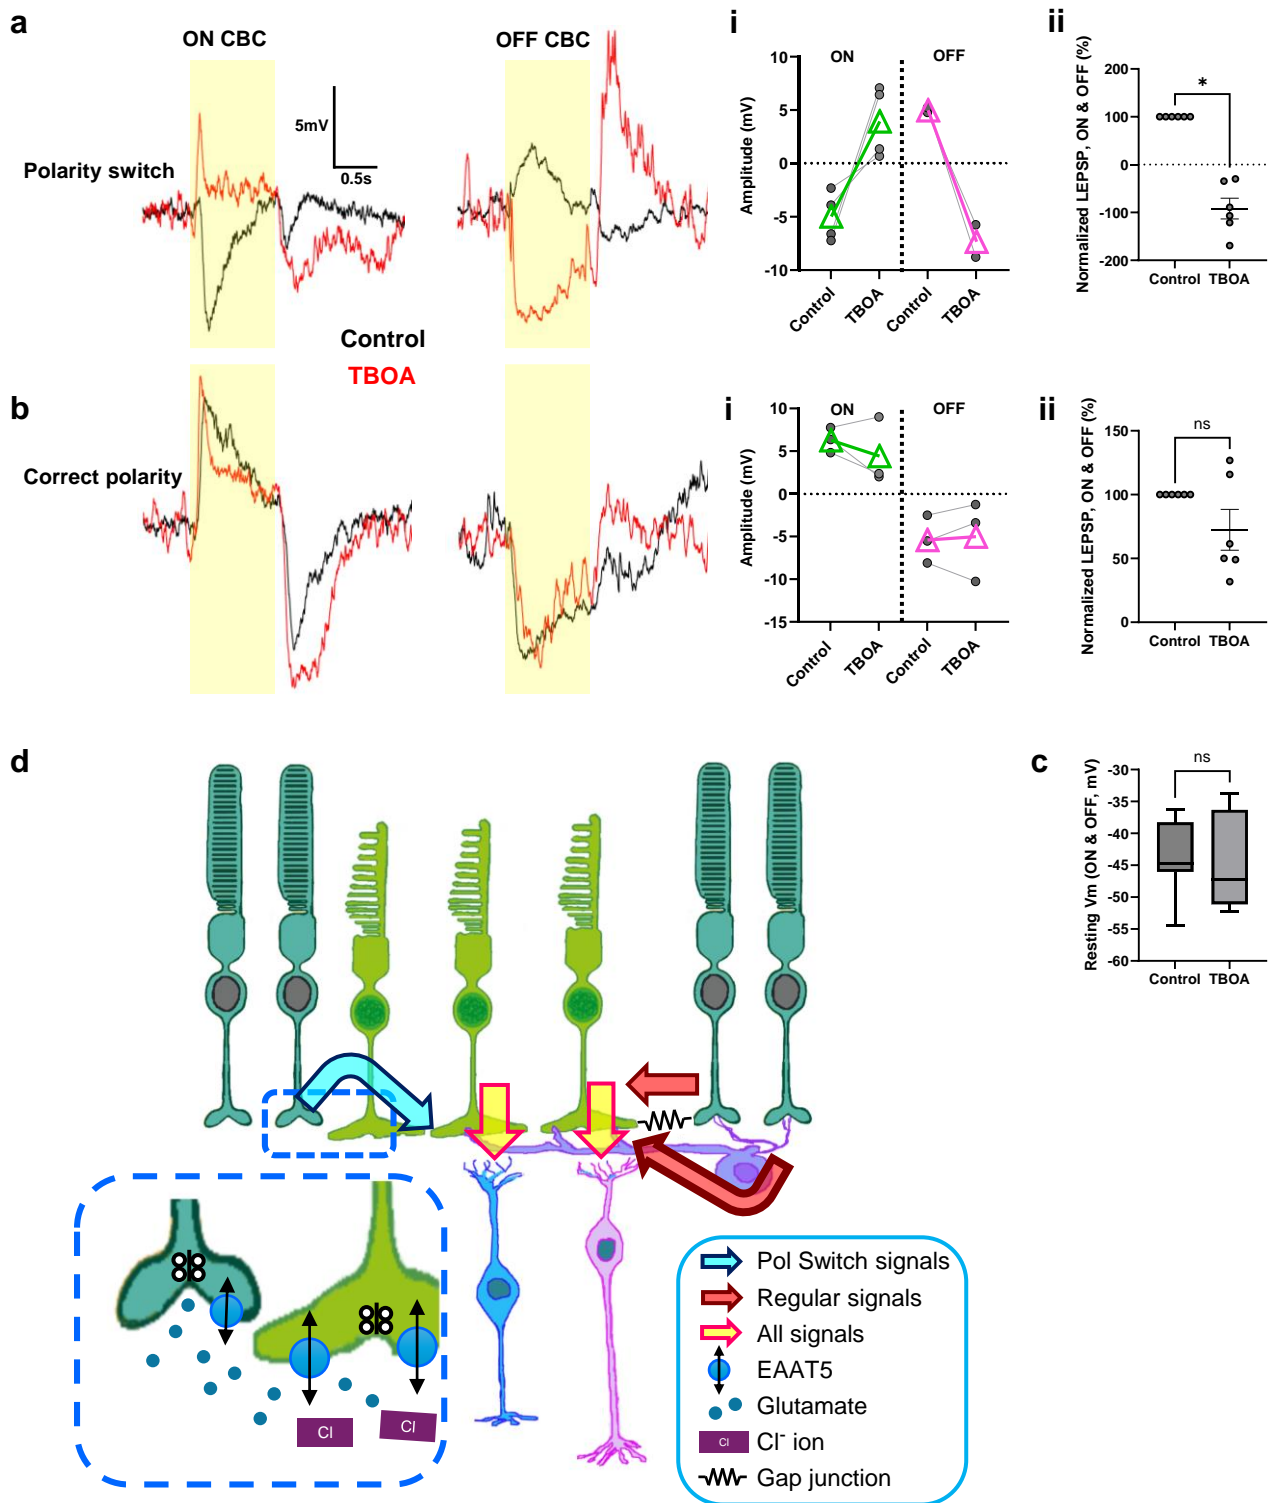 a
ON CBC
OFF CBC
5mV
0.5s
Polarity switch
Control
TBOA
i
10
5
0
-5
-10
Amplitude (mV)
ON
OFF
Control
TBOA
Control
TBOA
ii
200
100
0
-100
-200
Normalized LEPSP, ON & OFF (%)
*
Control
TBOA
b
Correct polarity
i
10
5
0
-5
-10
-15
Amplitude (mV)
ON
OFF
Control
TBOA
Control
TBOA
ii
150
100
50
0
Normalized LEPSP, ON & OFF (%)
ns
Control
TBOA
d
c
-30
-35
-40
-45
-50
-55
-60
Resting Vm (ON & OFF, mV)
ns
Control
TBOA
Cl
Cl
Pol Switch signals
Regular signals
All signals
EAAT5
Glutamate
Cl
Cl⁻ ion
Gap junction